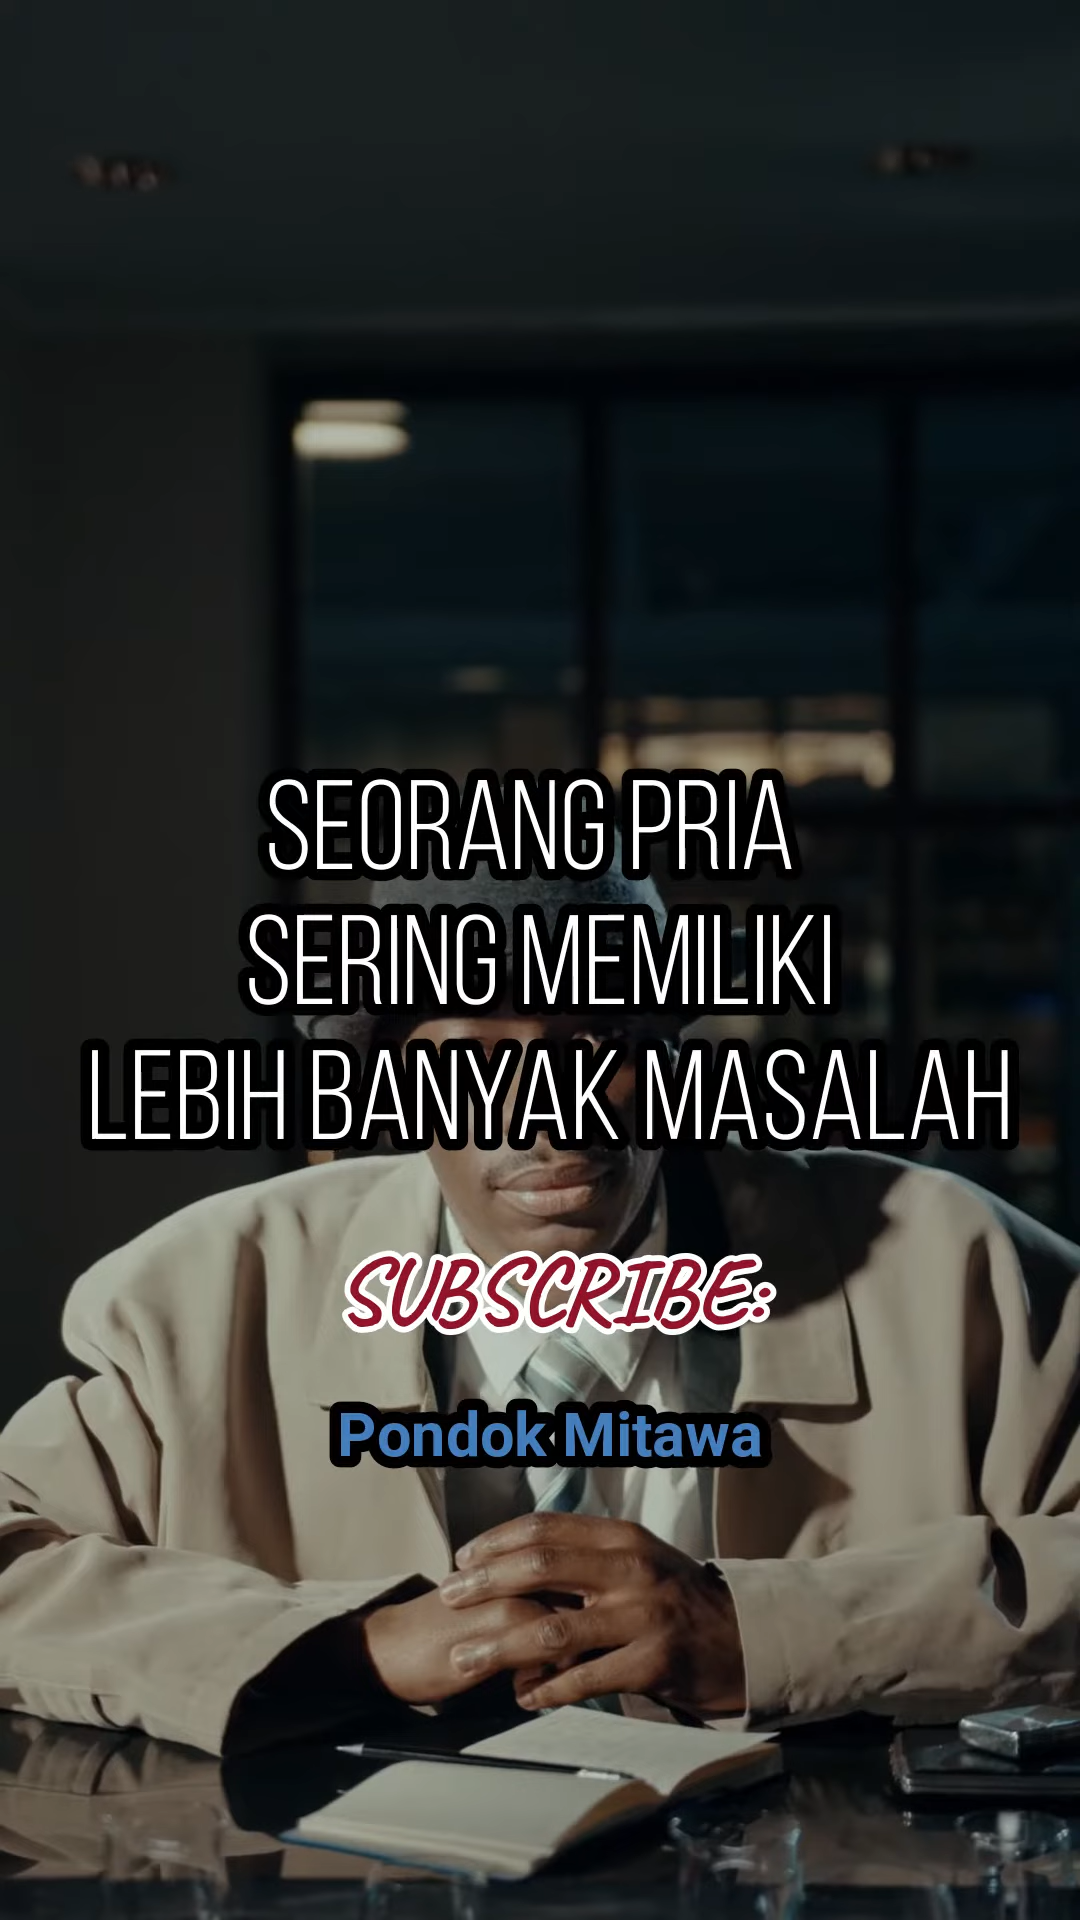 SEORANG PRIA
SERING MEMILIKI
LEBIH BANYAK MASALAH
SUBSCRIBE:
Pondok Mitawa